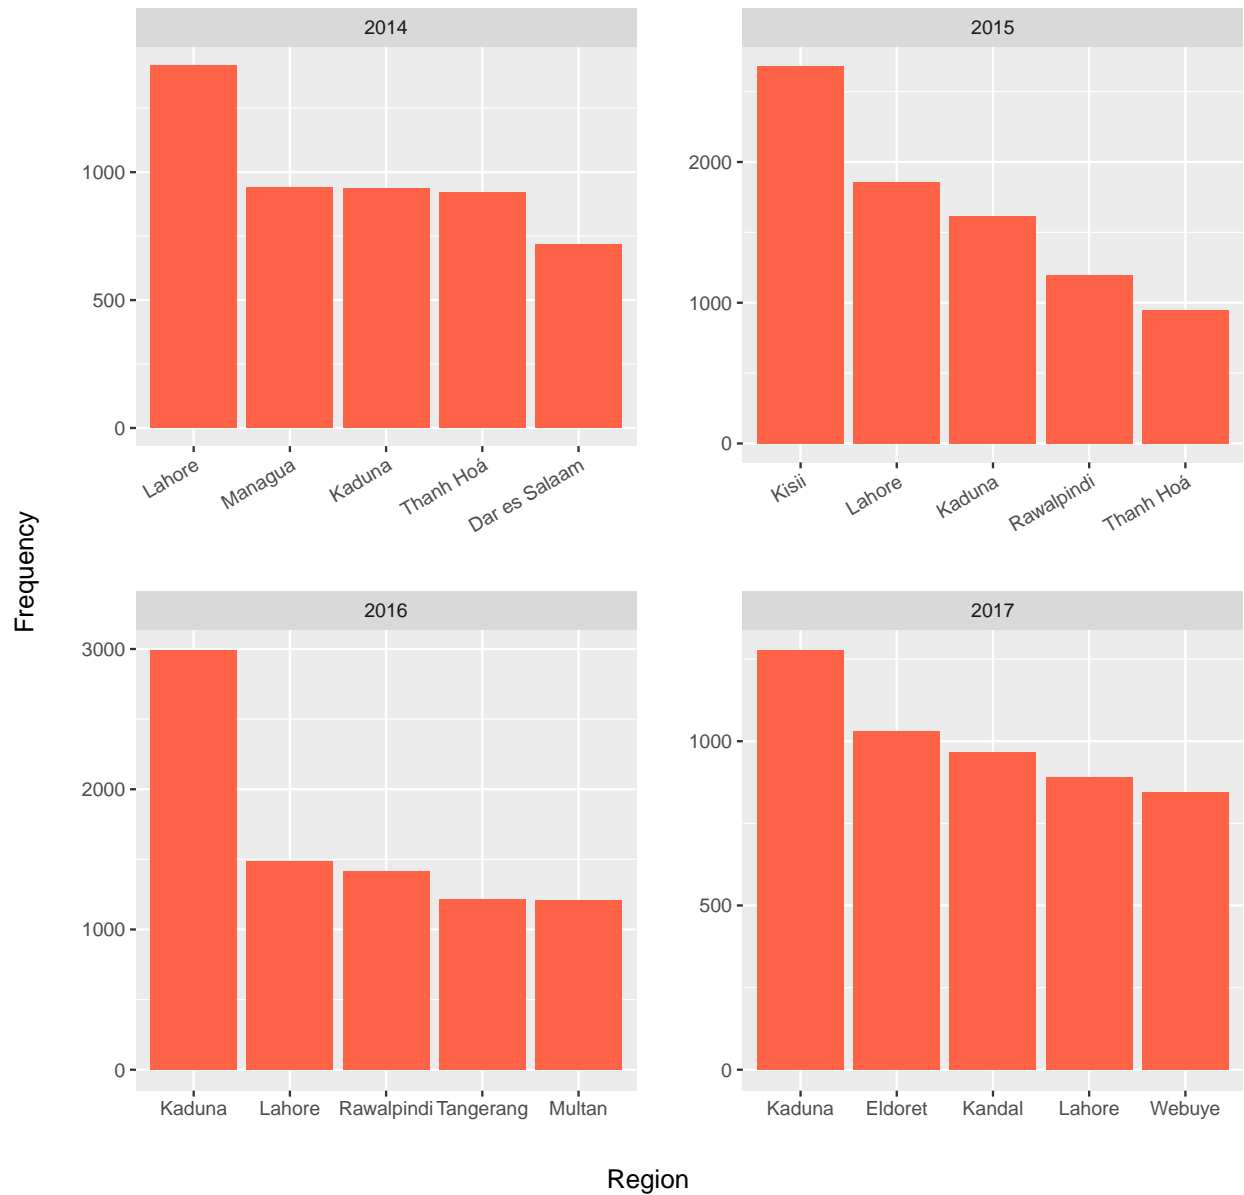 2014
2015
1000
500
0
2000
1000
0
Lahore
Managua
Kaduna
Thanh Hoá
Dar es Salaam
Kisii
Lahore
Kaduna
Rawalpindi
Thanh Hoá
Frequency
2016
2017
3000
2000
1000
0
1000
500
0
Kaduna Lahore Rawalpindi Tangerang Multan
Kaduna Eldoret Kandal Lahore Webuye
Region